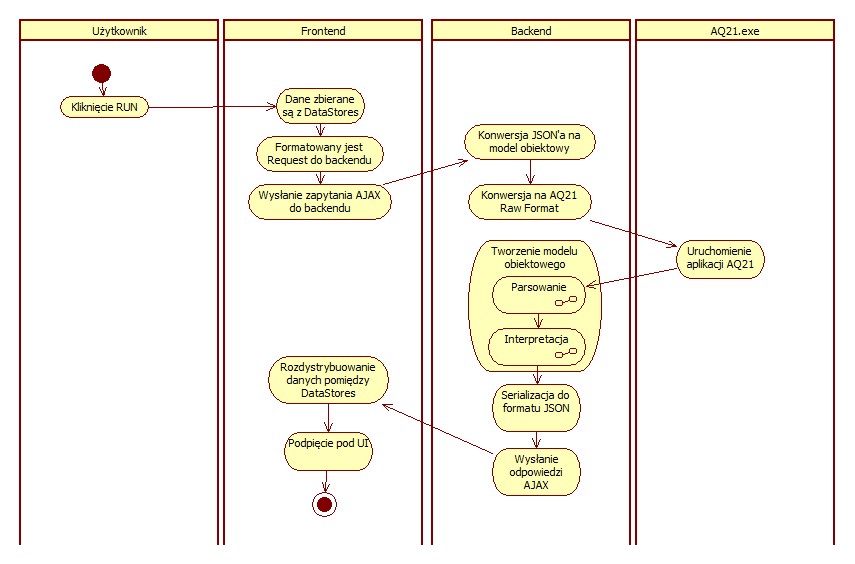 Użytkownik
Frontend
Backend
AQ21.exe
Kliknięcie RUN
Dane zbierane
są z DataStores
Formatowany jest
Request do backendu
Wysłanie zapytania AJAX
do backendu
Konwersja JSON'a na
model obiektowy
Konwersja na AQ21
Raw Format
Uruchomienie
aplikacji AQ21
Tworzenie modelu
obiektowego
Parsowanie
Interpretacja
Serializacja do
formatu JSON
Wysłanie
odpowiedzi
AJAX
Rozdystrybuowanie
danych pomiędzy
DataStores
Podpięcie pod UI